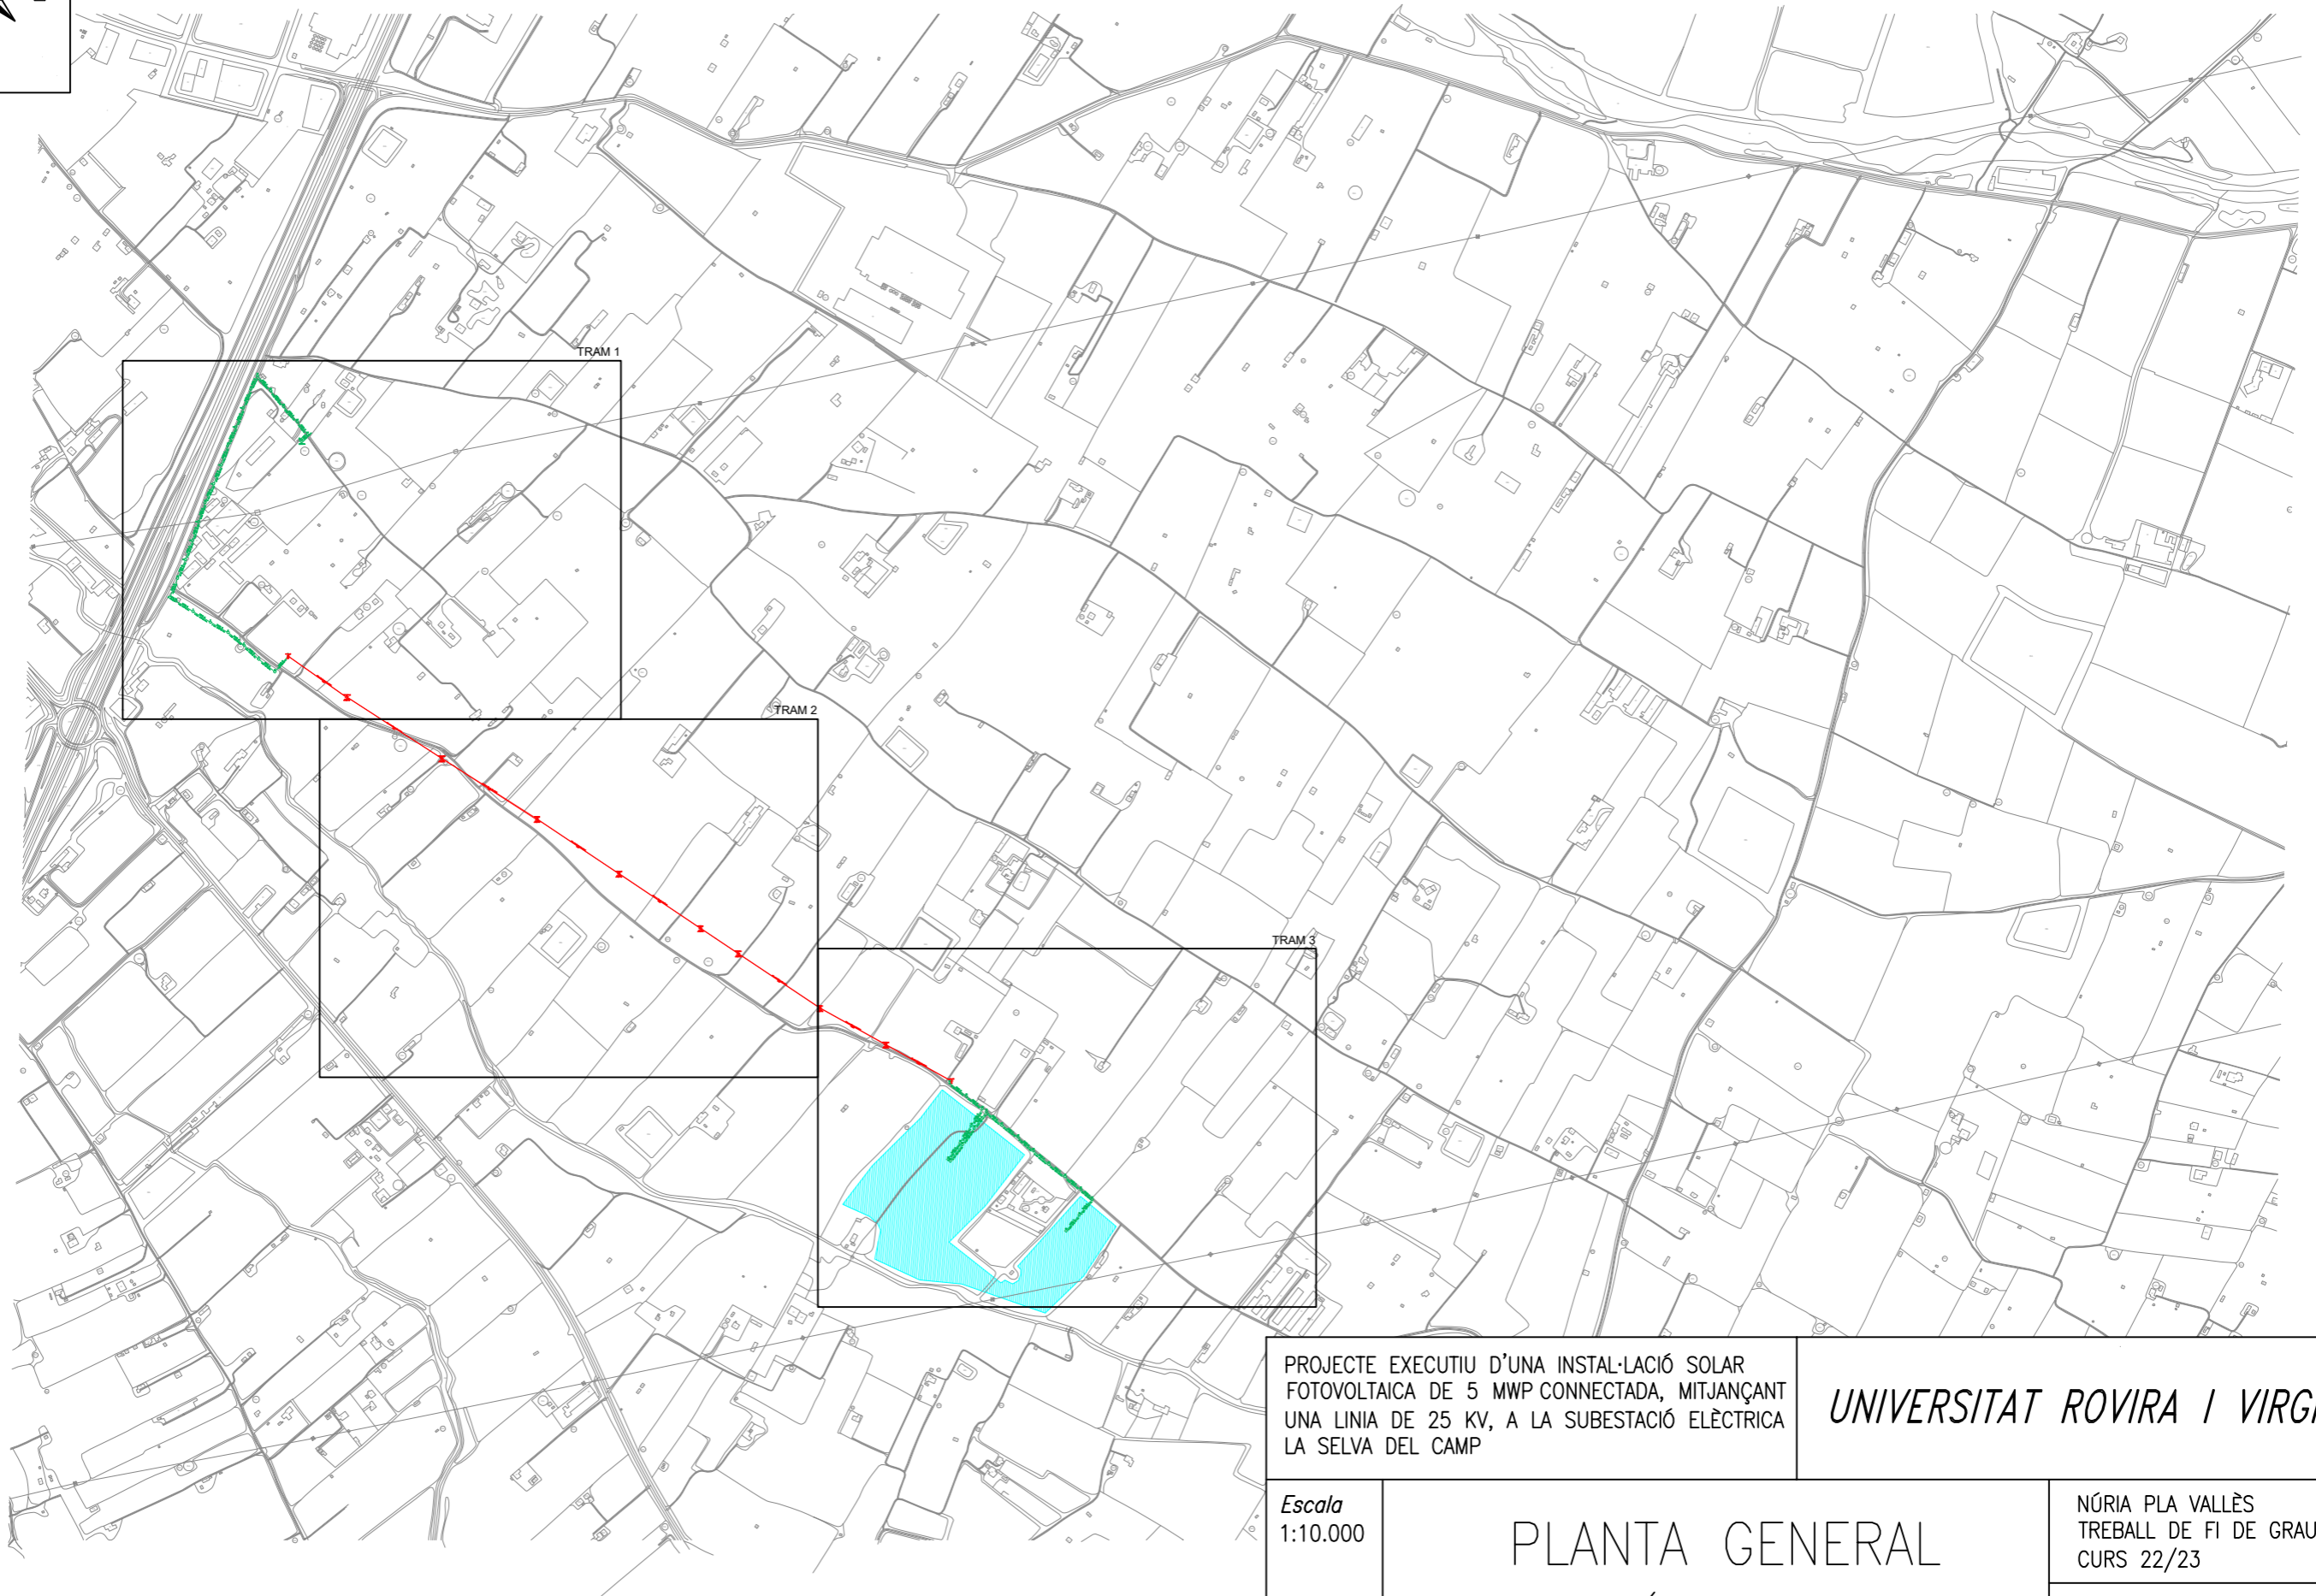 TRAM 1
TRAM 2
TRAM 3
PROJECTE EXECUTIU D'UNA INSTAL·LACIÓ SOLAR
FOTOVOLTAICA DE 5 MWP CONNECTADA, MITJANÇANT
UNA LINIA DE 25 KV, A LA SUBESTACIÓ ELÈCTRICA
LA SELVA DEL CAMP
UNIVERSITAT ROVIRA I
Escala
1:10.000
PLANTA GENERAL
NÚRIA PLA VALLÈS
TREBALL DE FI DE GRAU
CURS 22/23